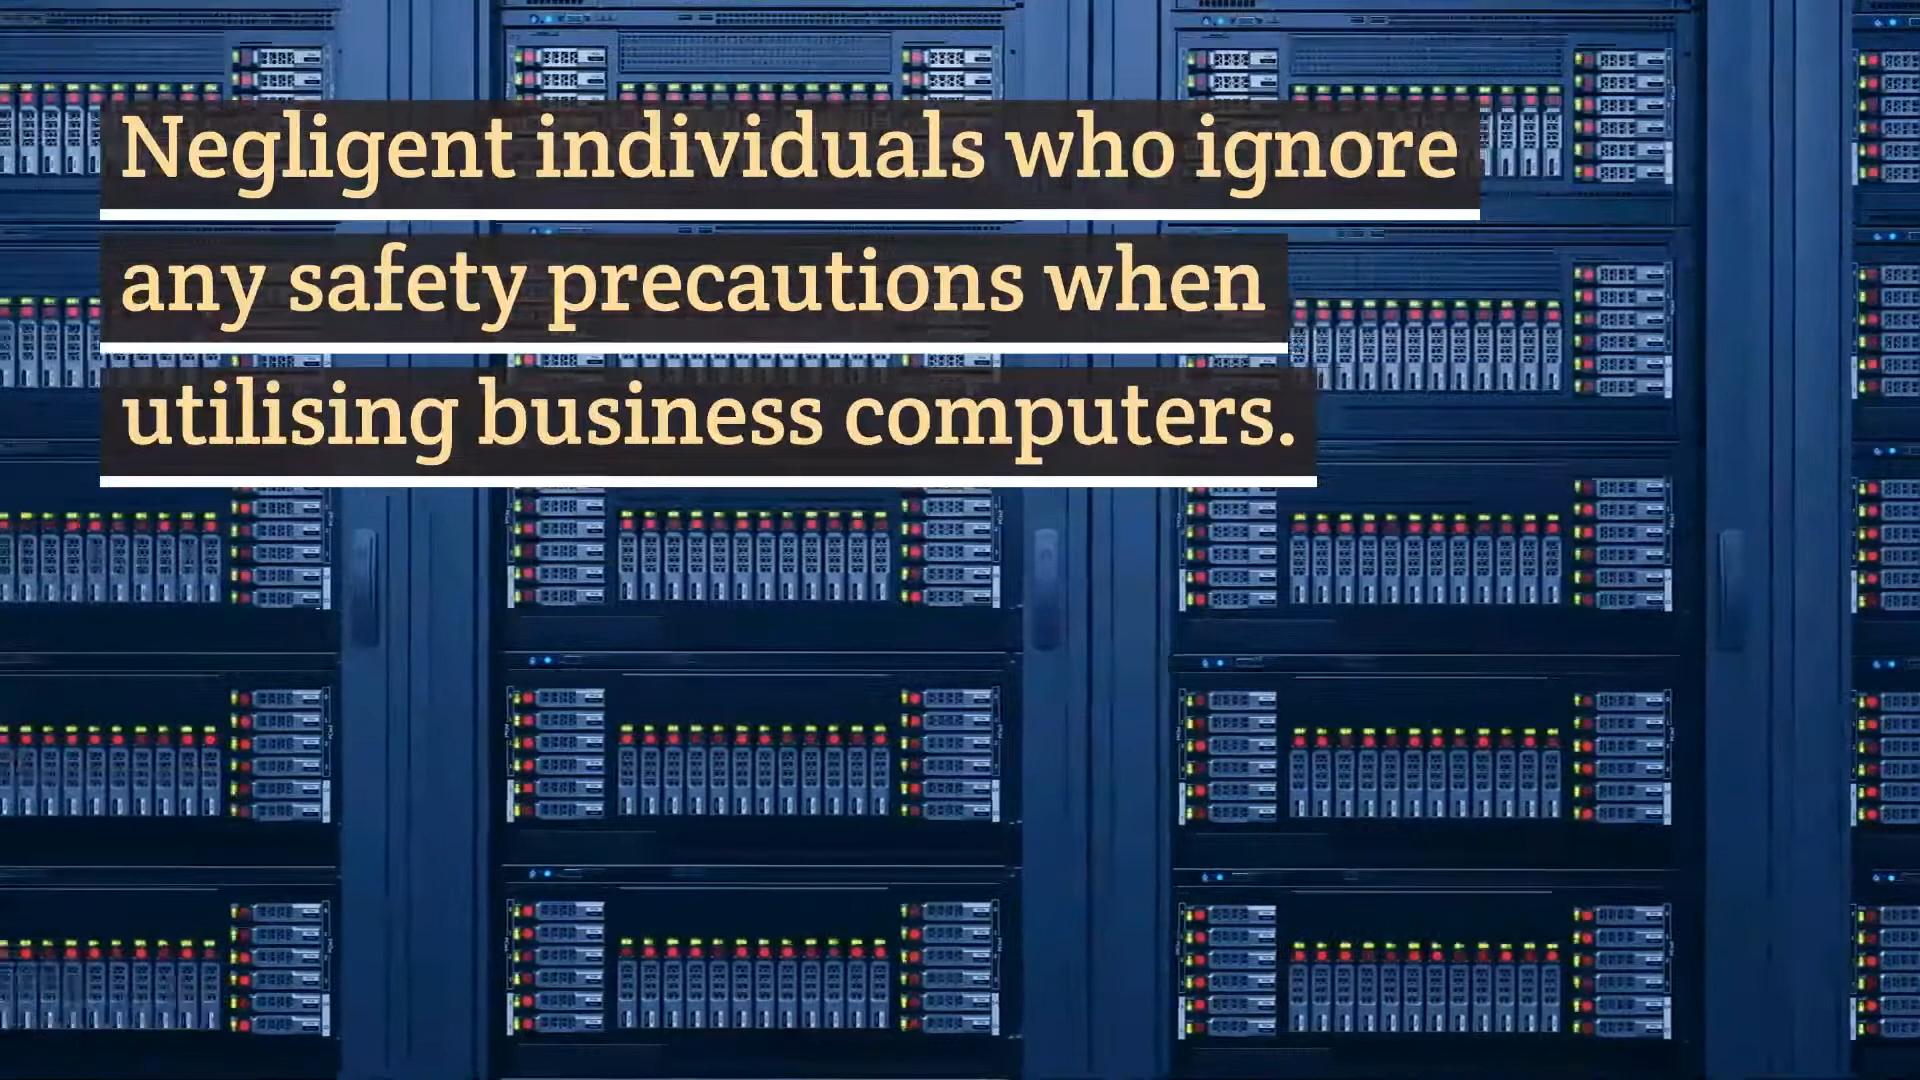 Negligent individuals who ignore
any safety precautions when
utilising business computers.